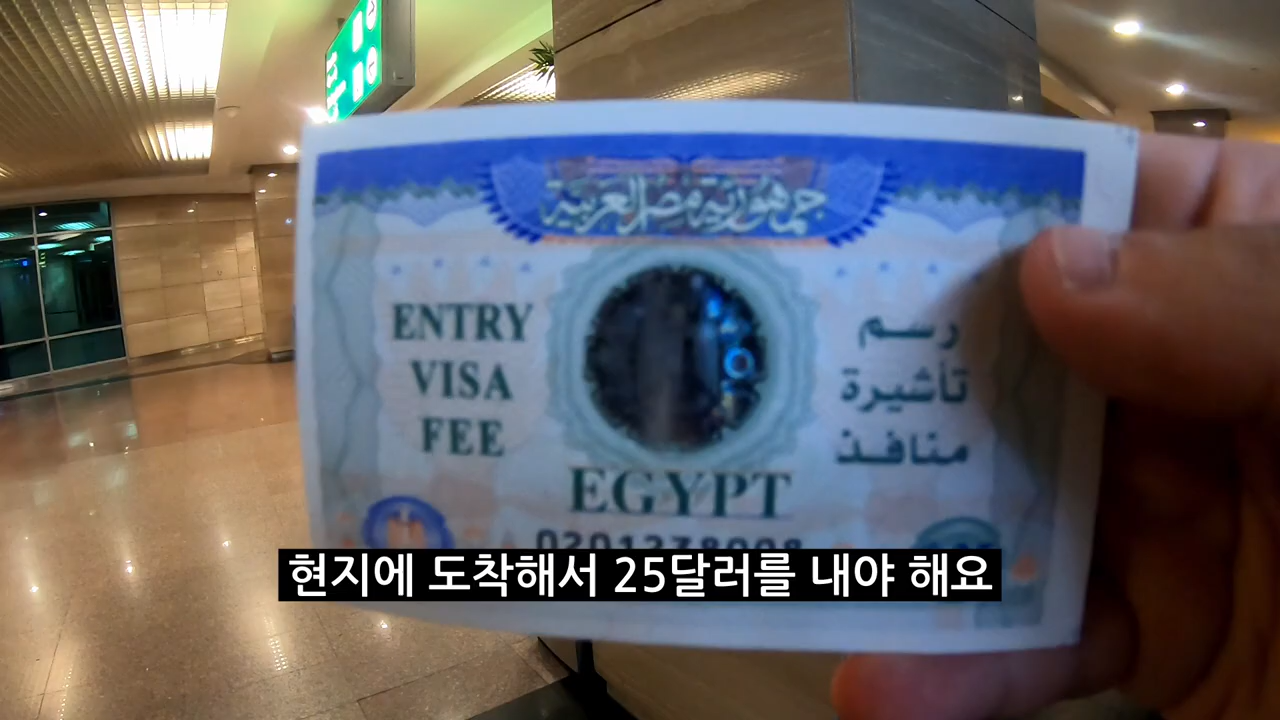 جمهورية مصر العربية
ENTRY
VISA
FEE
رسم
تأشيرة
منافذ
EGYPT
현지에 도착해서 25달러를 내야 해요